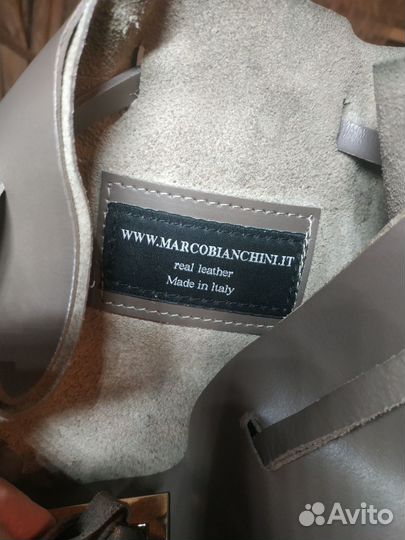 WWW.MARCOBIANCHINI.IT
real leather
Made in Italy
Avito